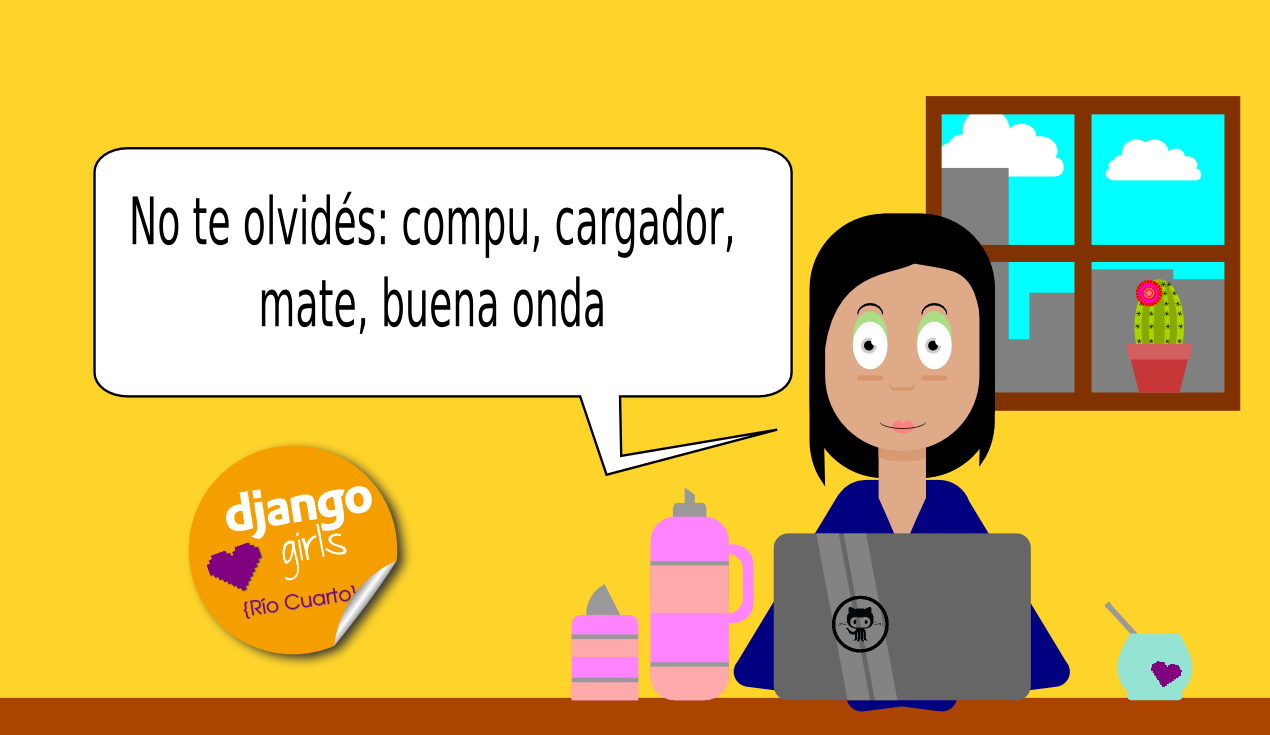 No te olvidés: compu, cargador,
mate, buena onda
django
girls
{Río Cuarto}